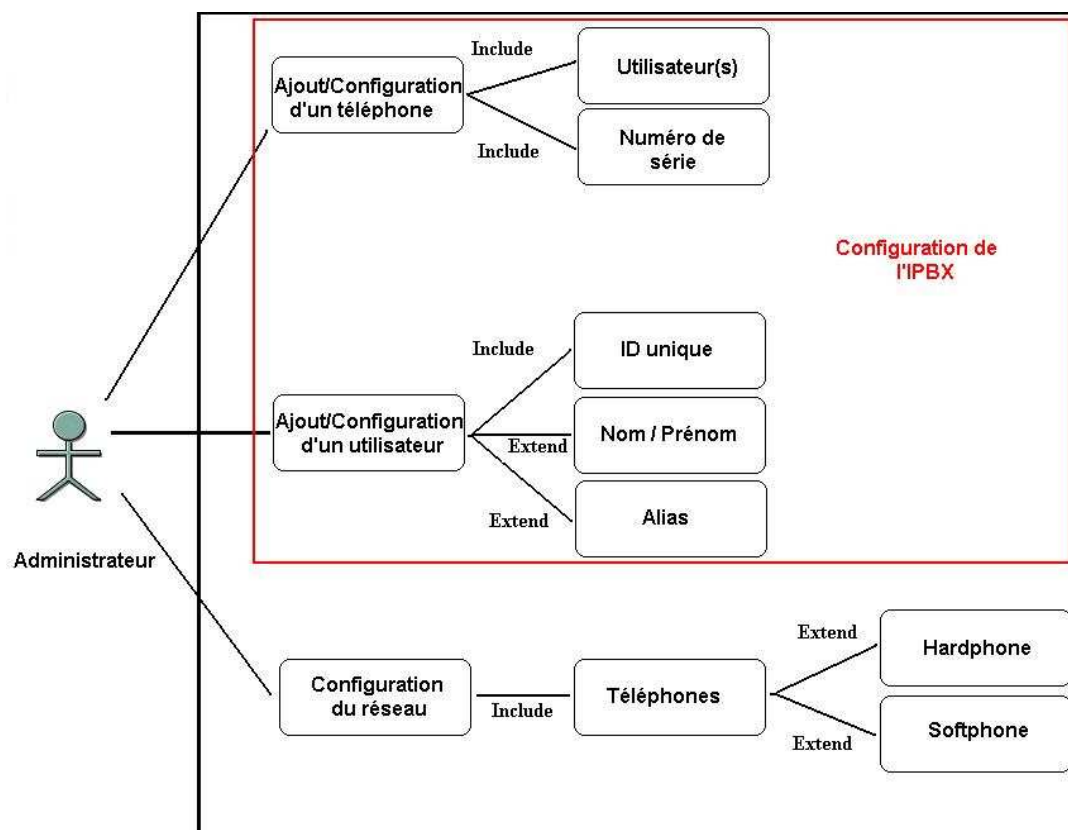 Include
Utilisateur(s)
Ajout/Configuration
d'un téléphone
Include
Numéro de
série
Configuration de
l'IPBX
Include
ID unique
Ajout/Configuration
d'un utilisateur
Extend
Nom / Prénom
Extend
Alias
Administrateur
Configuration
du réseau
Include
Téléphones
Extend
Hardphone
Extend
Softphone